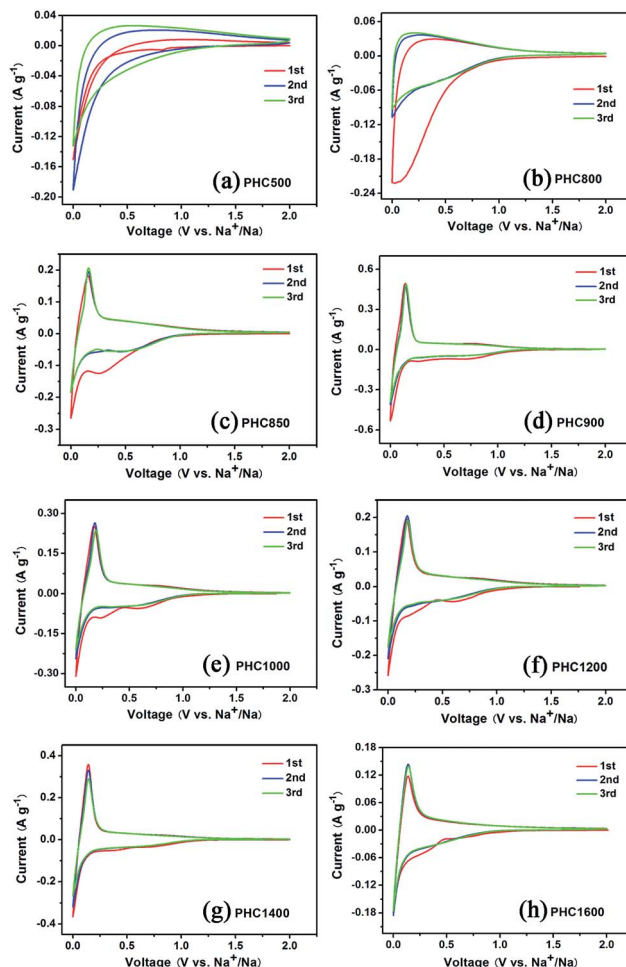 0.04
0.00
-0.04
-0.08
-0.12
-0.16
-0.20
Current (A g⁻¹)
1st
2nd
3rd
(a) PHC500
0.0 0.5 1.0 1.5 2.0
Voltage (V vs. Na⁺/Na)
0.06
0.00
-0.06
-0.12
-0.18
-0.24
Current (A g⁻¹)
1st
2nd
3rd
(b) PHC800
0.0 0.5 1.0 1.5 2.0
Voltage (V vs. Na⁺/Na)
0.2
0.1
0.0
-0.1
-0.2
-0.3
Current (A g⁻¹)
1st
2nd
3rd
(c) PHC850
0.0 0.5 1.0 1.5 2.0
Voltage (V vs. Na⁺/Na)
0.6
0.3
0.0
-0.3
-0.6
Current (A g⁻¹)
1st
2nd
3rd
(d) PHC900
0.0 0.5 1.0 1.5 2.0
Voltage (V vs. Na⁺/Na)
0.30
0.15
0.00
-0.15
-0.30
Current (A g⁻¹)
1st
2nd
3rd
(e) PHC1000
0.0 0.5 1.0 1.5 2.0
Voltage (V vs. Na⁺/Na)
0.2
0.1
0.0
-0.1
-0.2
-0.3
Current (A g⁻¹)
1st
2nd
3rd
(f) PHC1200
0.0 0.5 1.0 1.5 2.0
Voltage (V vs. Na⁺/Na)
0.4
0.2
0.0
-0.2
-0.4
Current (A g⁻¹)
1st
2nd
3rd
(g) PHC1400
0.0 0.5 1.0 1.5 2.0
Voltage (V vs. Na⁺/Na)
0.18
0.12
0.06
0.00
-0.06
-0.12
-0.18
Current (A g⁻¹)
1st
2nd
3rd
(h) PHC1600
0.0 0.5 1.0 1.5 2.0
Voltage (V vs. Na⁺/Na)